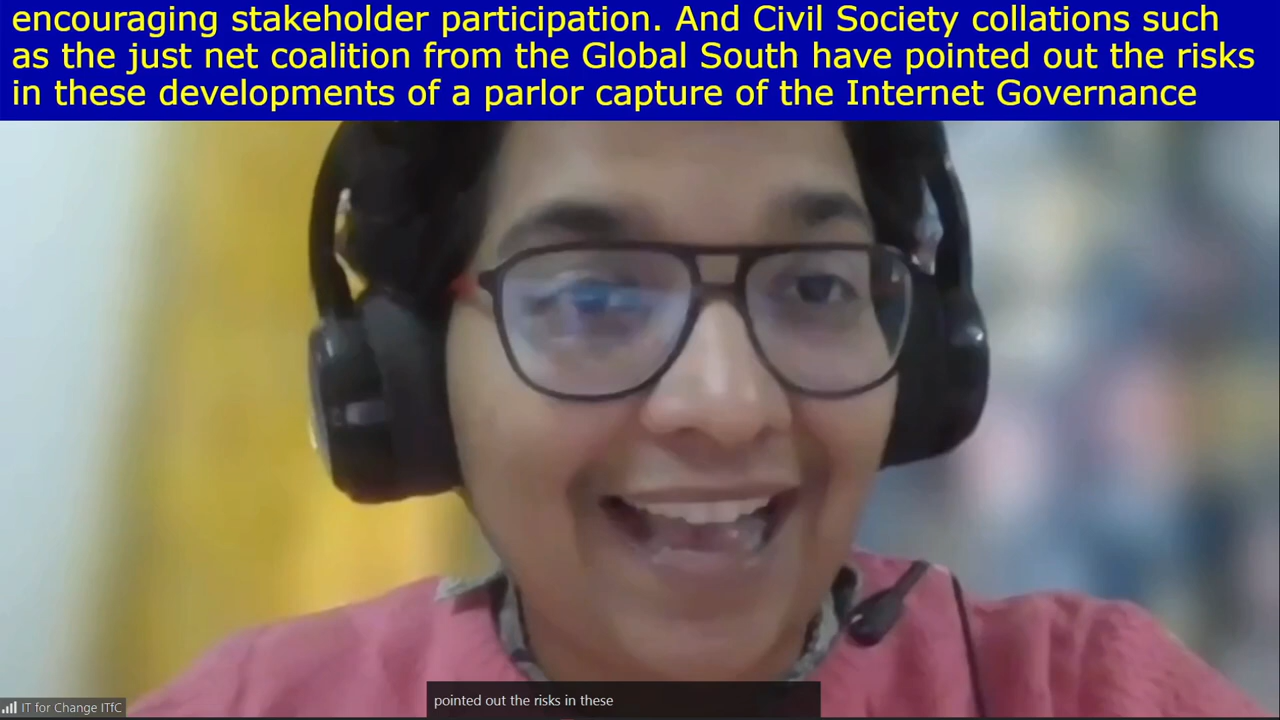 encouraging stakeholder participation. And Civil Society collations such
as the just net coalition from the Global South have pointed out the risks
in these developments of a parlor capture of the Internet Governance
pointed out the risks in these
IT for Change ITfC